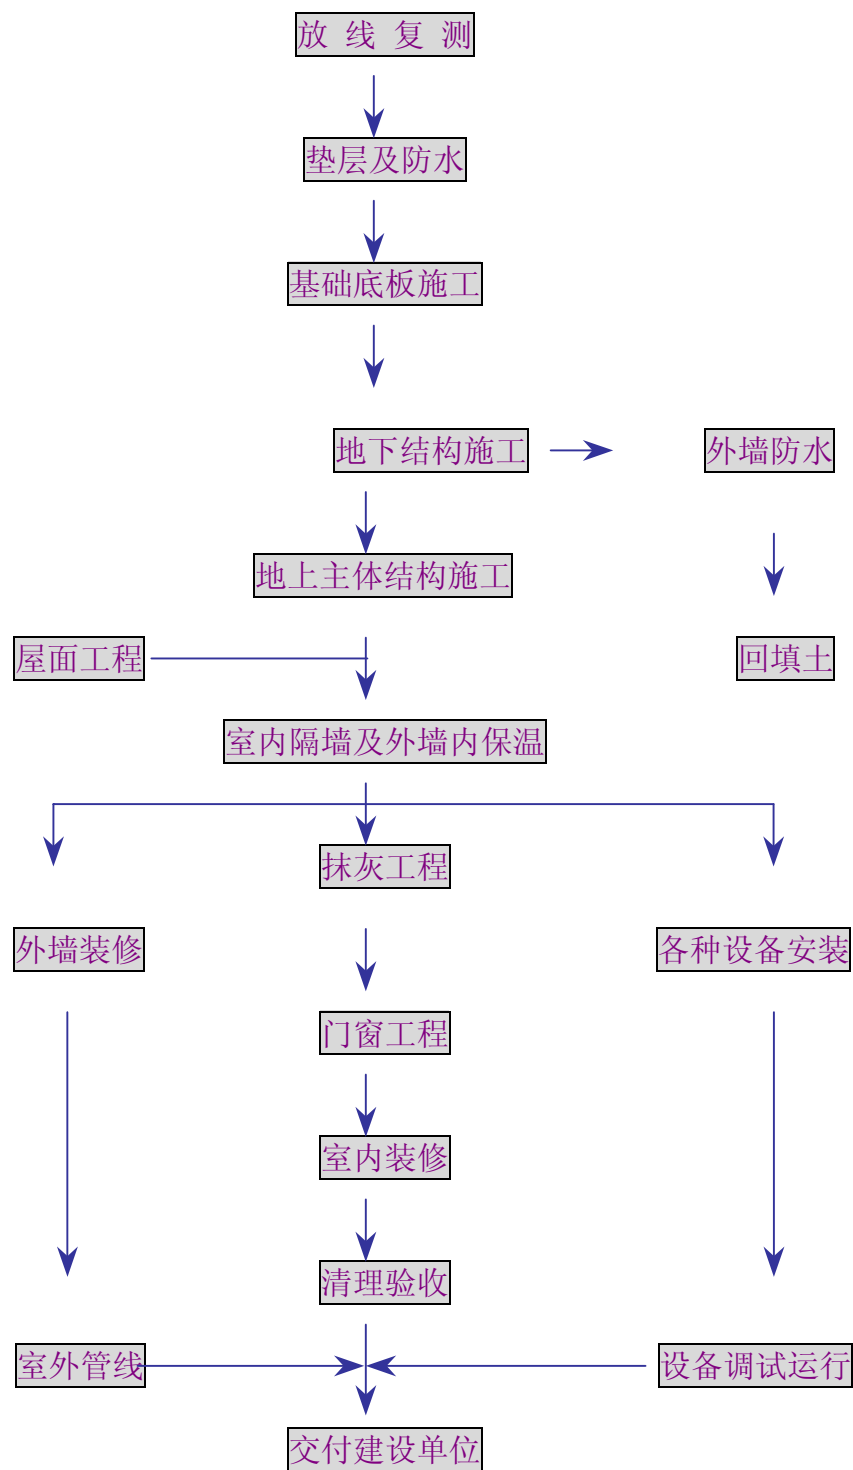 放 线 复 测
垫层及防水
基础底板施工
地下结构施工
外墙防水
地上主体结构施工
屋面工程
回填土
室内隔墙及外墙内保温
抹灰工程
外墙装修
各种设备安装
门窗工程
室内装修
清理验收
室外管线
设备调试运行
交付建设单位